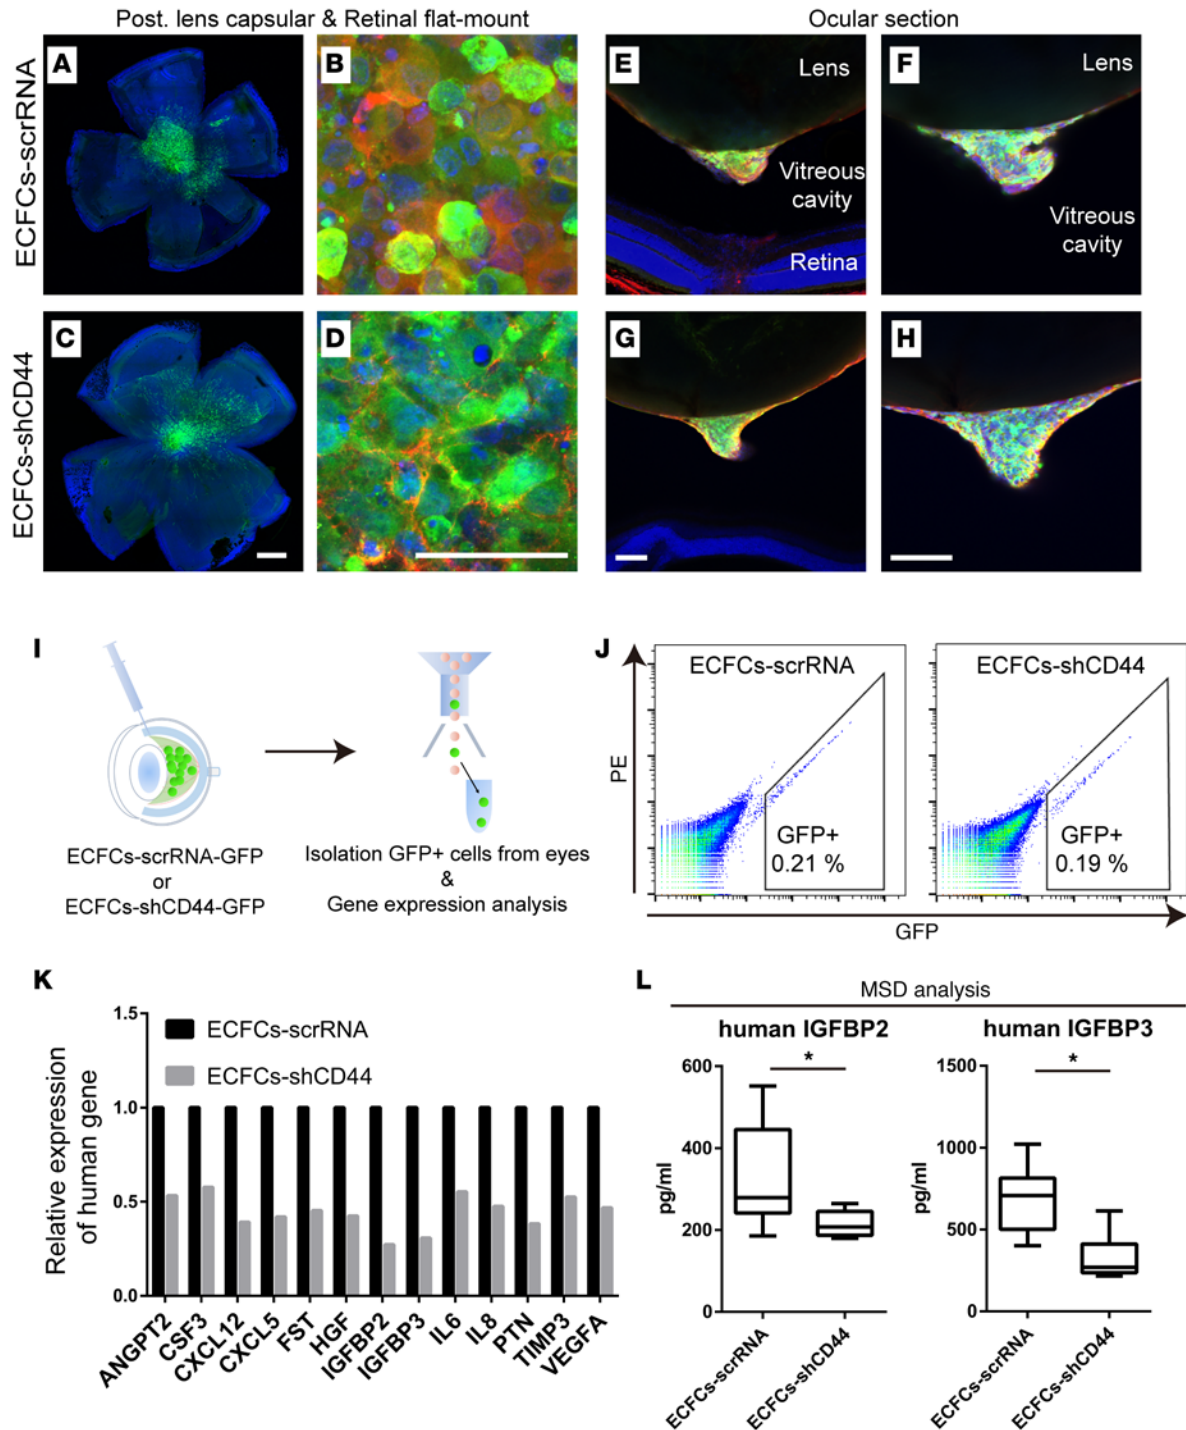 Post. lens capsular & Retinal flat-mount
Ocular section
ECFCs-scrRNA
A
B
E
Lens
Vitreous
cavity
Retina
F
Lens
Vitreous
cavity
ECFCs-shCD44
C
D
G
H
I
ECFCs-scrRNA-GFP
or
ECFCs-shCD44-GFP
Isolation GFP+ cells from eyes
&
Gene expression analysis
J
PE
ECFCs-scrRNA
GFP+
0.21 %
ECFCs-shCD44
GFP+
0.19 %
GFP
K
Relative expression
of human gene
1.5
1.0
0.5
0.0
ECFCs-scrRNA
ECFCs-shCD44
ANGPT2
CSF3
CXCL12
CXCL5
FST
HGF
IGFBP2
IGFBP3
IL6
IL8
PTN
TIMP3
VEGFA
L
MSD analysis
human IGFBP2
pg/ml
600
400
200
0
*
ECFCs-scrRNA
ECFCs-shCD44
human IGFBP3
pg/ml
1500
1000
500
0
*
ECFCs-scrRNA
ECFCs-shCD44